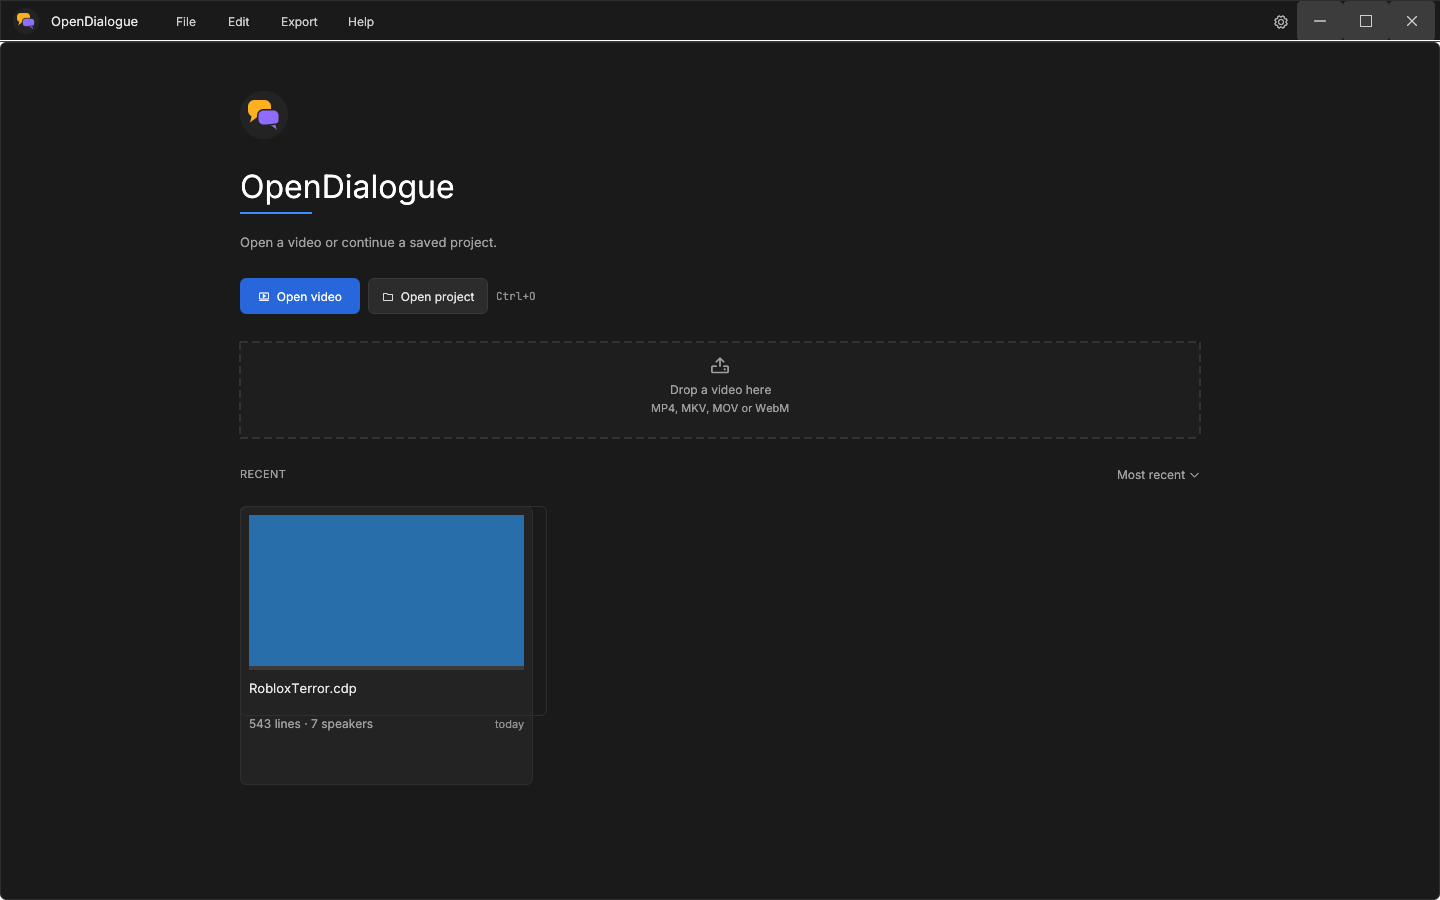 OpenDialogue File Edit Export Help
OpenDialogue
Open a video or continue a saved project.
Open video Open project Ctrl+O
Drop a video here
MP4, MKV, MOV or WebM
RECENT Most recent
RobloxTerror.cdp
543 lines · 7 speakers today